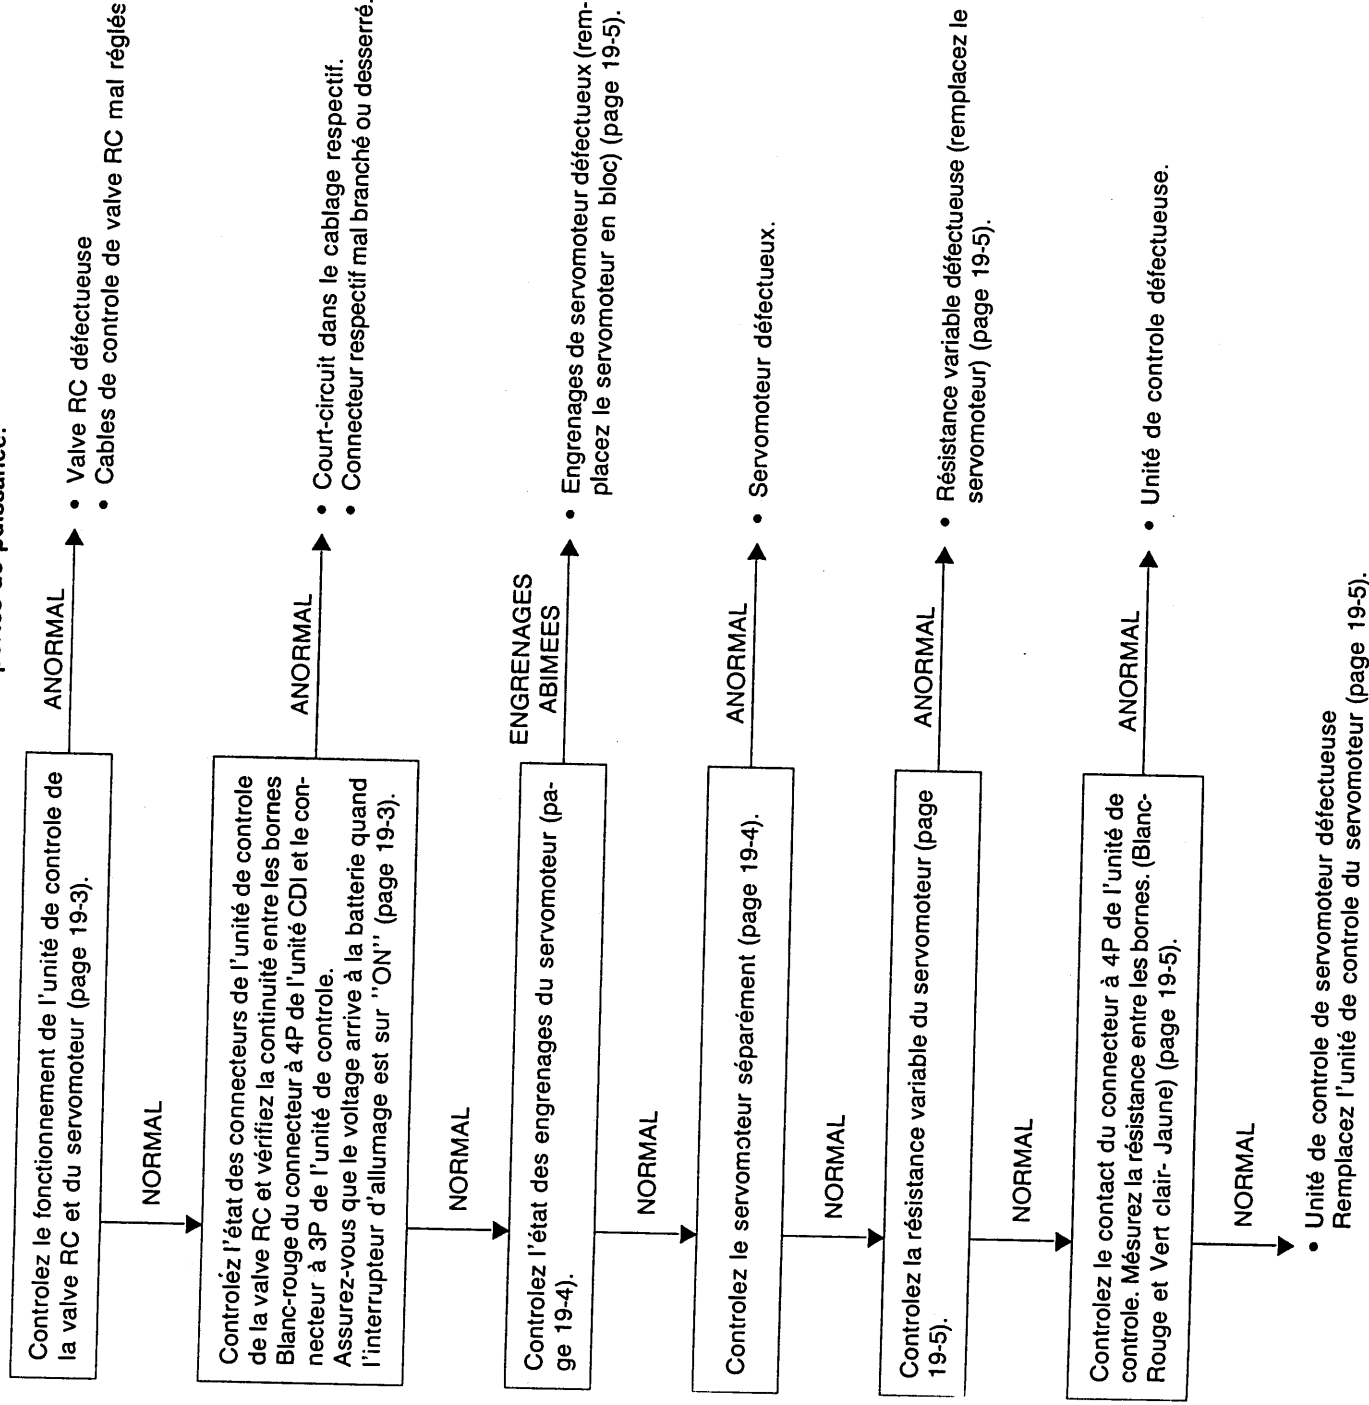 Controlez le fonctionnement de l'unité de controle de
la valve RC et du servomoteur (page 19-3).
ANORMAL
• Valve RC défectueuse
• Cables de controle de valve RC mal réglés
NORMAL
Contrôléz l'état des connecteurs de l'unité de controle
de la valve RC et vérifiez la continuité entre les bornes
Blanc-rouge du connecteur à 4P de l'unité CDI et le con-
necteur à 3P de l'unité de controle.
Assurez-vous que le voltage arrive à la batterie quand
l'interrupteur d'allumage est sur "ON" (page 19-3).
ANORMAL
• Court-circuit dans le cablage respectif.
• Connecteur respectif mal branché ou desserré.
NORMAL
Controlez l'état des engrenages du servomoteur (pa-
ge 19-4).
ENGRENAGES
ABIMEES
• Engrenages de servomoteur défectueux (rem-
placez le servomoteur en bloc) (page 19-5).
NORMAL
Controlez le servomoteur séparément (page 19-4).
ANORMAL
• Servomoteur défectueux.
NORMAL
Controlez la résistance variable du servomoteur (page
19-5).
ANORMAL
• Résistance variable défectueuse (remplacez le
servomoteur) (page 19-5).
NORMAL
Controlez le contact du connecteur à 4P de l'unité de
controle. Mésurez la résistance entre les bornes. (Blanc-
Rouge et Vert clair- Jaune) (page 19-5).
ANORMAL
• Unité de controle défectueuse.
NORMAL
• Unité de controle de servomoteur défectueuse
Remplacez l'unité de controle du servomoteur (page 19-5).